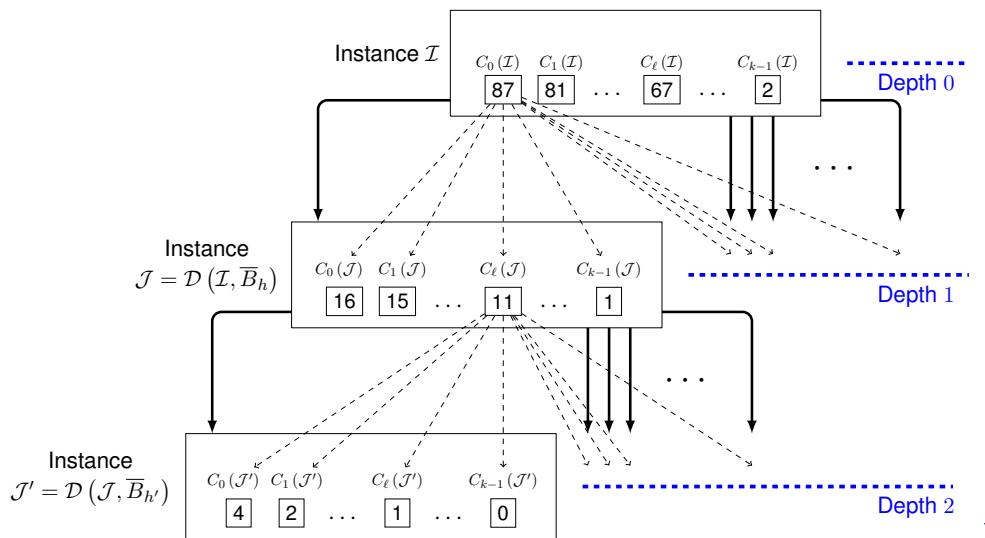 Instance 𝓘
C₀(𝓘) C₁(𝓘) C_ℓ(𝓘) C_{k−1}(𝓘)
87 81 ... 67 ... 2
Depth 0
...
Instance
𝓙 = 𝓓(𝓘, B̅_h)
C₀(𝓙) C₁(𝓙) C_ℓ(𝓙) C_{k−1}(𝓙)
16 15 ... 11 ... 1
Depth 1
...
Instance
𝓙′ = 𝓓(𝓙, B̅_{h′})
C₀(𝓙′) C₁(𝓙′) C_ℓ(𝓙′) C_{k−1}(𝓙′)
4 2 ... 1 ... 0
Depth 2